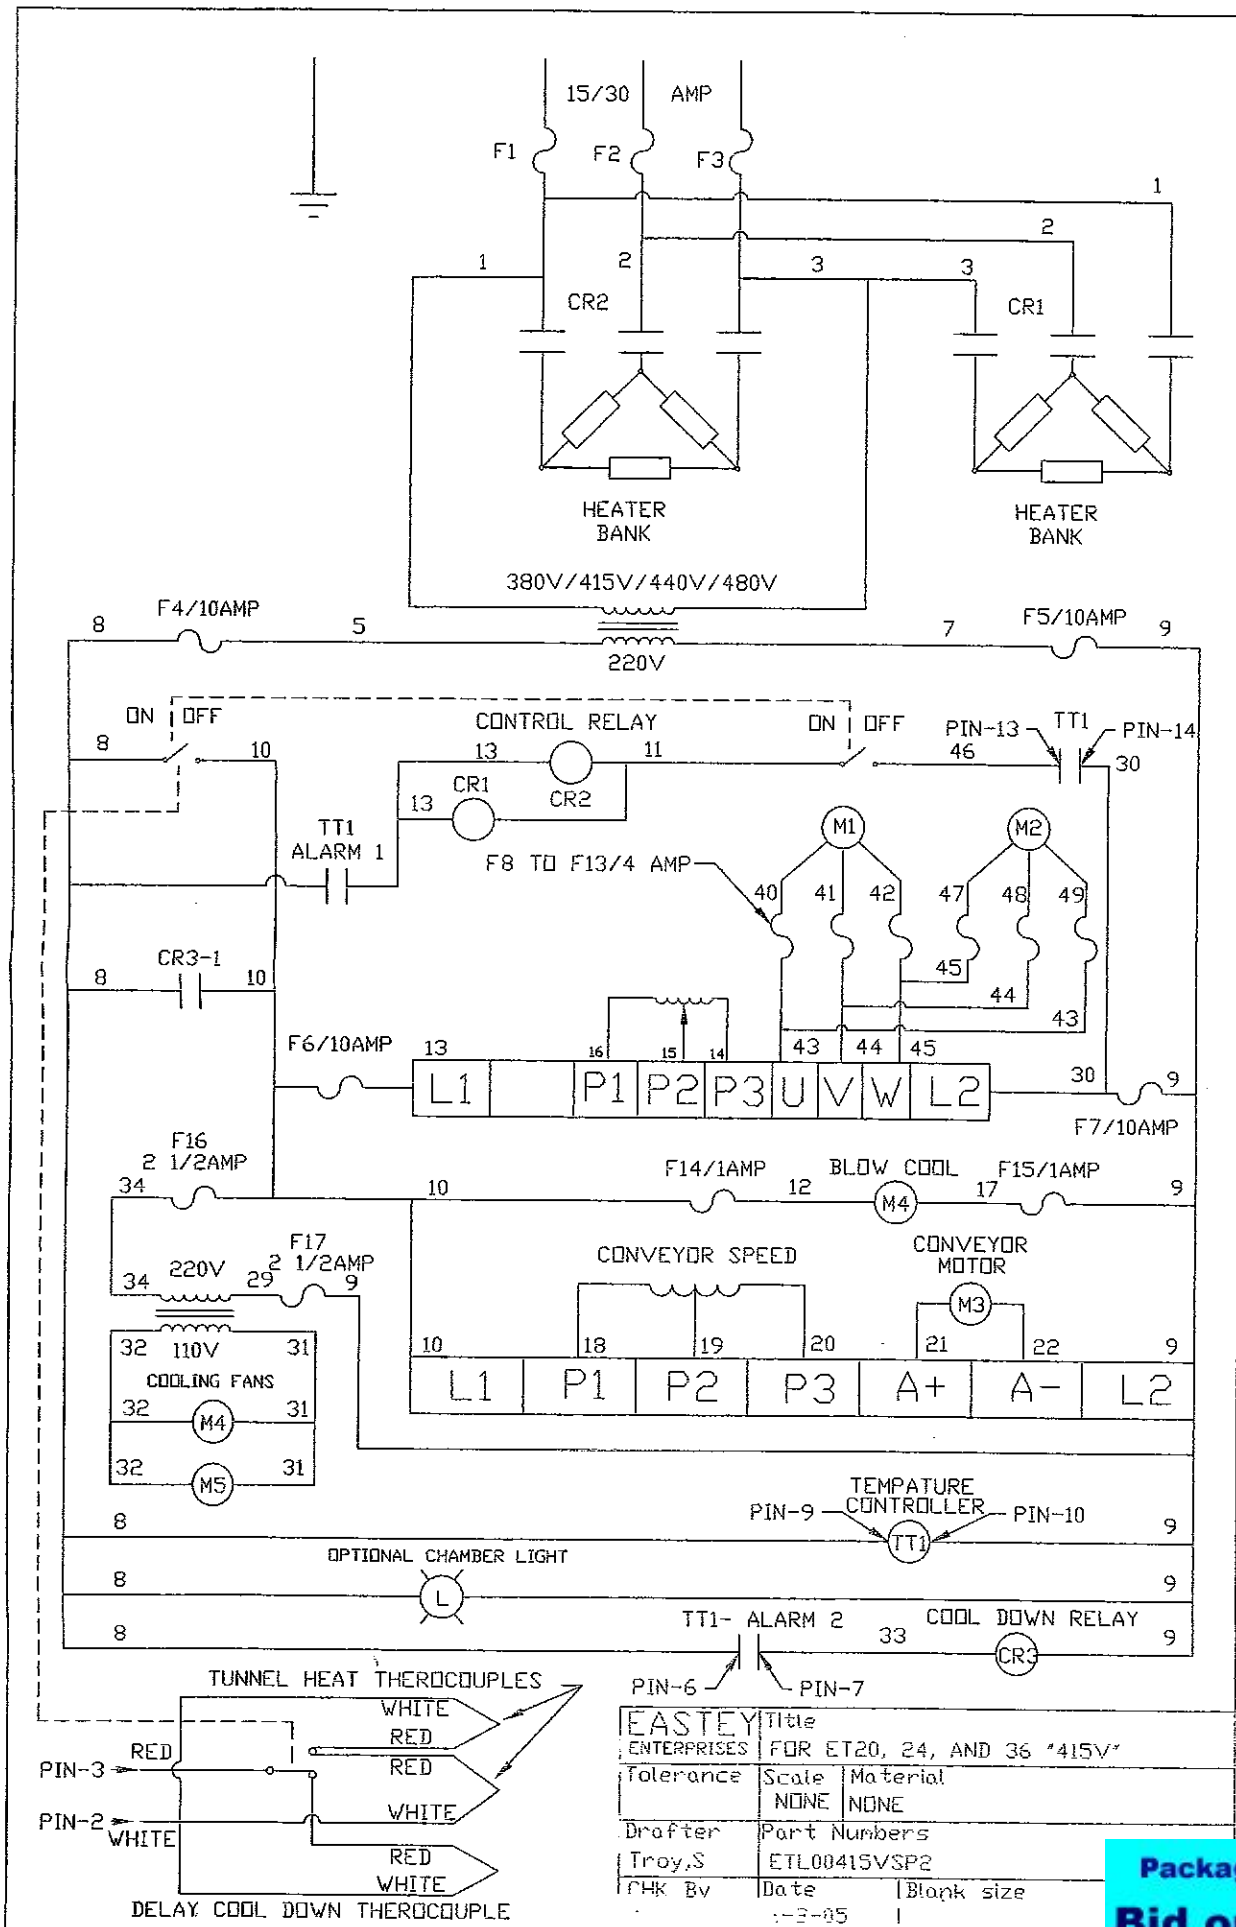 15/30 AMP
F1 F2 F3
1
2
1 2 3 3
CR2 CR1
HEATER BANK
HEATER BANK
380V/415V/440V/480V
8 F4/10AMP 5 7 F5/10AMP 9
220V
ON OFF CONTROL RELAY ON OFF PIN-13 TT1 PIN-14
8 10 13 11 46 30
CR1 CR2
13
TT1
ALARM 1
M1 M2
F8 TO F13/4 AMP
40 41 42 47 48 49
CR3-1
8 10
45
44
43
F6/10AMP 13 16 15 14 43 44 45 30 9
L1 P1 P2 P3 U V W L2
F7/10AMP
F16
2 1/2AMP
34 10 F14/1AMP 12 BLOW COOL M4 17 F15/1AMP 9
F17
2 1/2AMP
34 220V 29 9
CONVEYOR SPEED
CONVEYOR
MOTOR
M3
32 110V 31
10 18 19 20 21 22 9
L1 P1 P2 P3 A+ A- L2
COOLING FANS
32 M4 31
32 M5 31
TEMPATURE
CONTROLLER
PIN-9 PIN-10
8 TT1 9
OPTIONAL CHAMBER LIGHT
8 L 9
TT1- ALARM 2 COOL DOWN RELAY
8 33 CR3 9
PIN-6 PIN-7
TUNNEL HEAT THEROCOUPLES
WHITE
RED
PIN-3 RED RED
PIN-2 WHITE WHITE
RED
WHITE
DELAY COOL DOWN THEROCOUPLE
EASTEY
ENTERPRISES
Title
FOR ET20, 24, AND 36 "415V"
Tolerance Scale Material
NONE NONE
Drafter Part Numbers
Troy,S ETL00415VSP2
CHK By Date Blank size
-3-05
Packag
Bid or